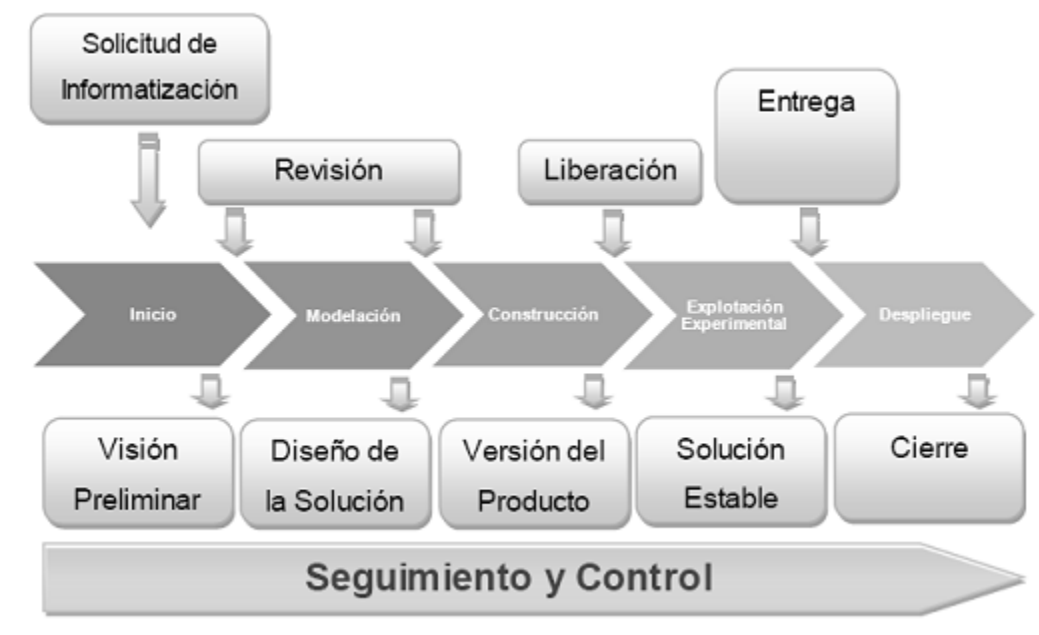 Solicitud de
Informatización
Entrega
Revisión
Liberación
Inicio
Modelación
Construcción
Explotación
Experimental
Despliegue
Visión
Preliminar
Diseño de
la Solución
Versión del
Producto
Solución
Estable
Cierre
Seguimiento y Control